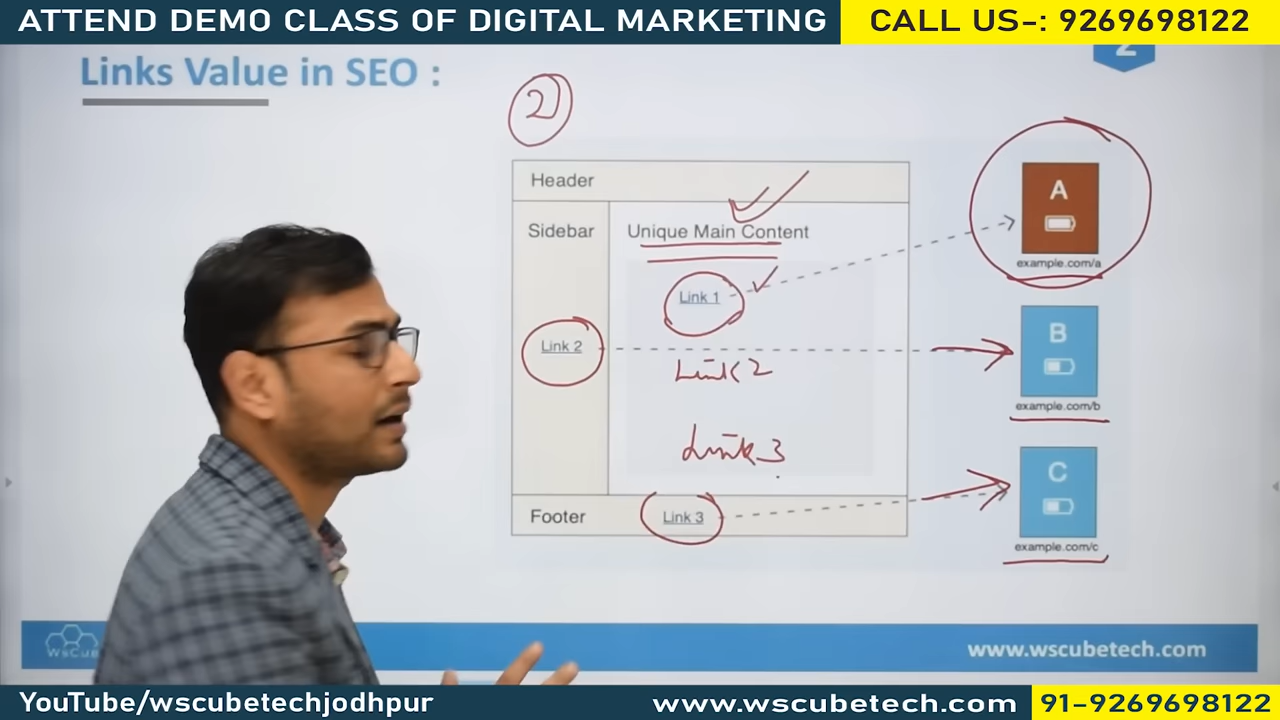 ATTEND DEMO CLASS OF DIGITAL MARKETING
CALL US-: 9269698122
Links Value in SEO :
2
2
Header
Sidebar
Unique Main Content
Link 1
Link 2
Link 2
Link 3
Footer
Link 3
A
example.com/a
B
example.com/b
C
example.com/c
WsCub
www.wscubetech.com
YouTube/wscubetechjodhpur
www.wscubetech.com
91-9269698122